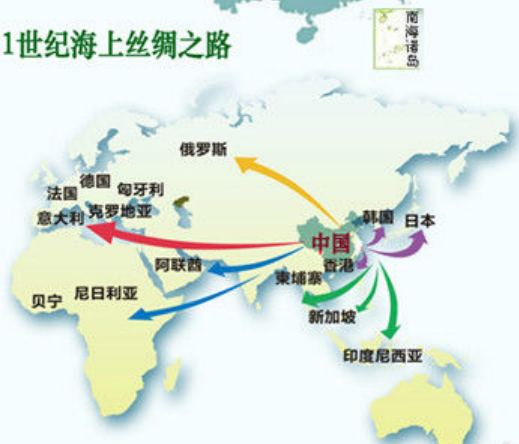 南海诸岛
1世纪海上丝绸之路
俄罗斯
德国
法国
匈牙利
克罗地亚
意大利
韩国
日本
中国
香港
阿联酋
柬埔寨
贝宁
尼日利亚
新加坡
印度尼西亚